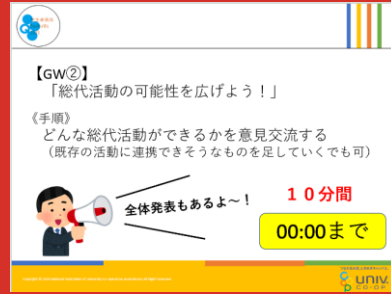 【GW②】
「総代活動の可能性を広げよう！」
《手順》
どんな総代活動ができるかを意見交流する
（既存の活動に連携できそうなものを足していくでも可）
全体発表もあるよ～！
１０分間
00:00まで
UNIV.
CO-OP